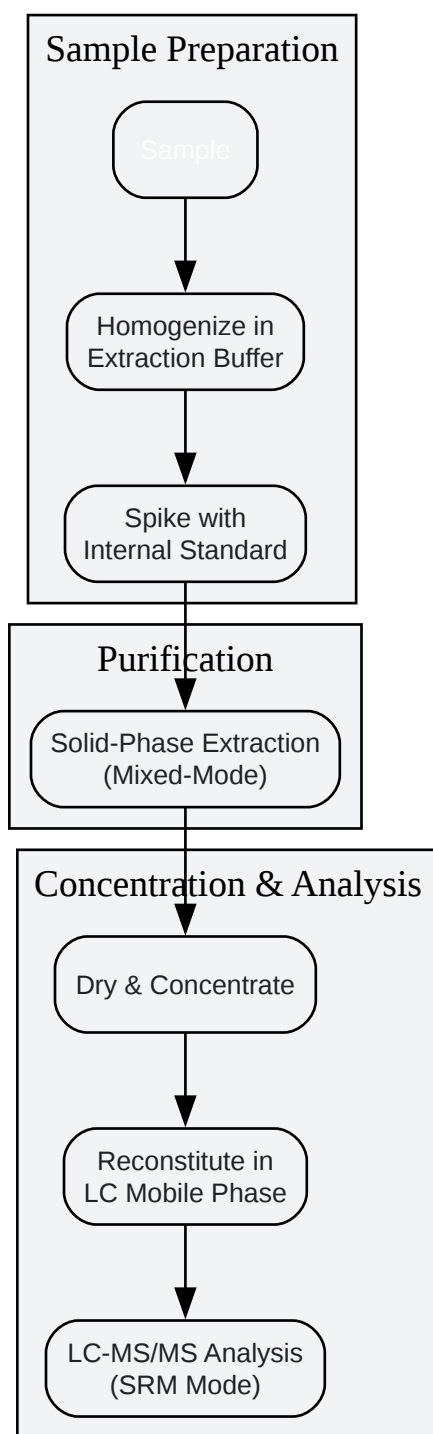 Sample Preparation
Sample
Homogenize in
Extraction Buffer
Spike with
Internal Standard
Purification
Solid-Phase Extraction
(Mixed-Mode)
Concentration & Analysis
Dry & Concentrate
Reconstitute in
LC Mobile Phase
LC-MS/MS Analysis
(SRM Mode)